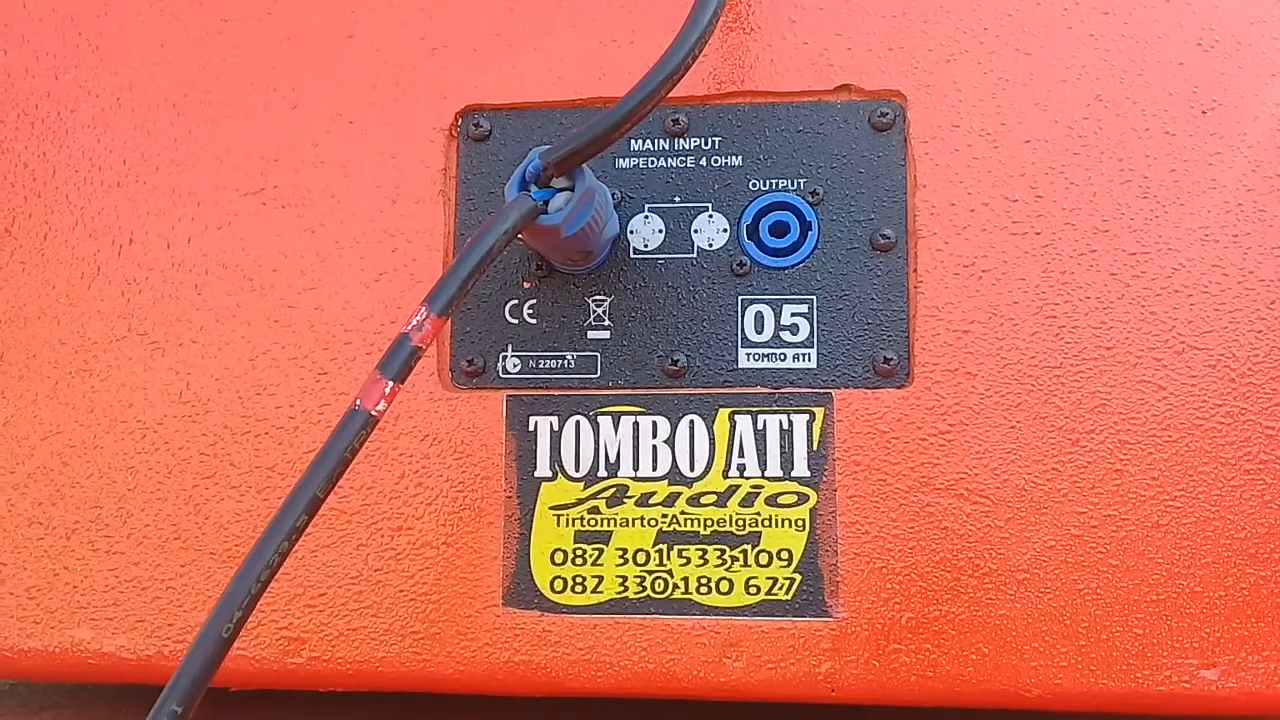 MAIN INPUT
IMPEDANCE 4 OHM
OUTPUT
CE
N 220713
05
TOMBO ATI
TOMBO ATI
Audio
Tirtomarto-Ampelgading
082 301 533 109
082 330 180 627